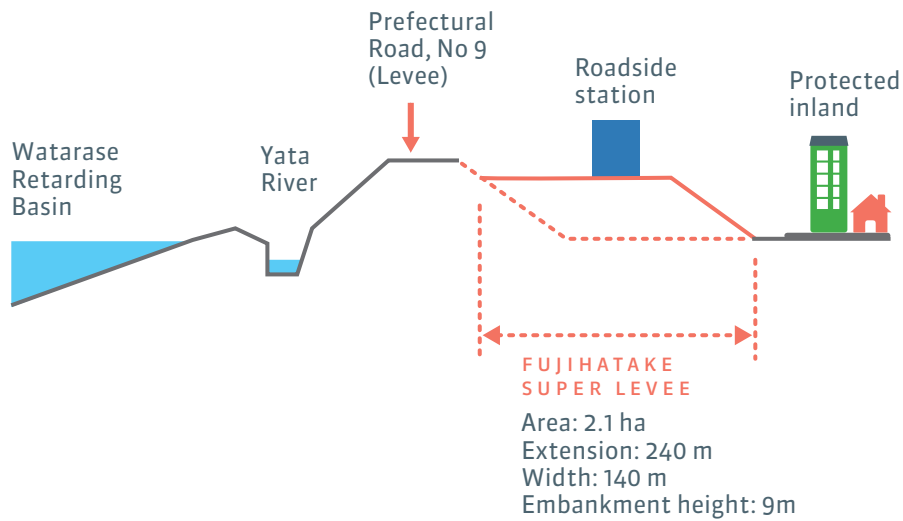 Prefectural
Road, No 9
(Levee)
Roadside
station
Protected
inland
Watarase
Retarding
Basin
Yata
River
FUJIHATAKE
SUPER LEVEE
Area: 2.1 ha
Extension: 240 m
Width: 140 m
Embankment height: 9m